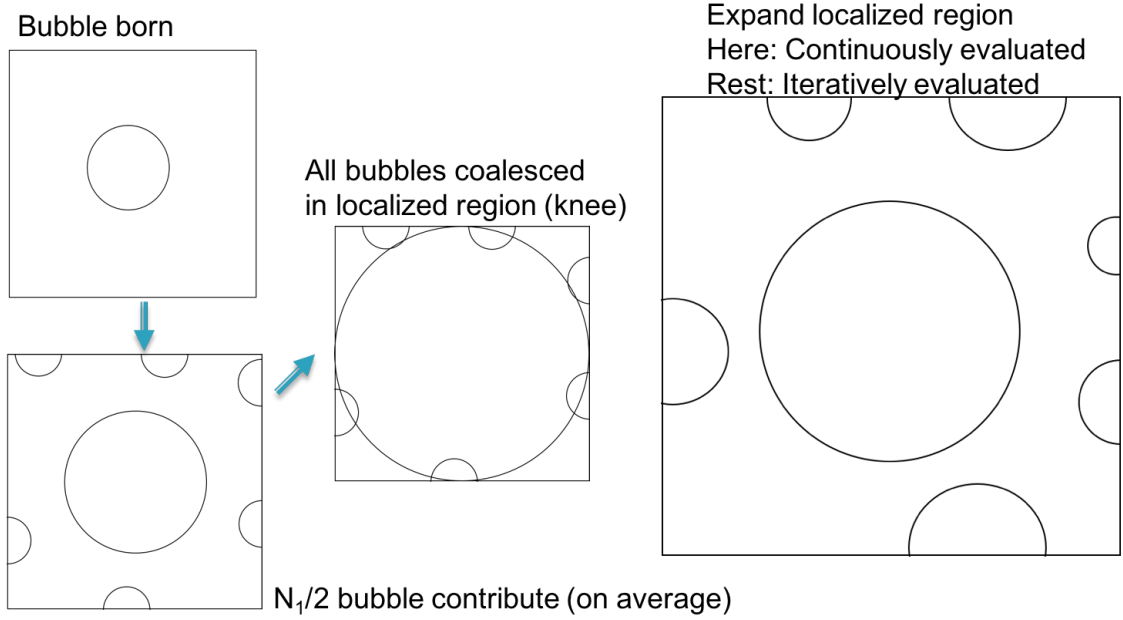 Bubble born
All bubbles coalesced
in localized region (knee)
Expand localized region
Here: Continuously evaluated
Rest: Iteratively evaluated
N₁/2 bubble contribute (on average)